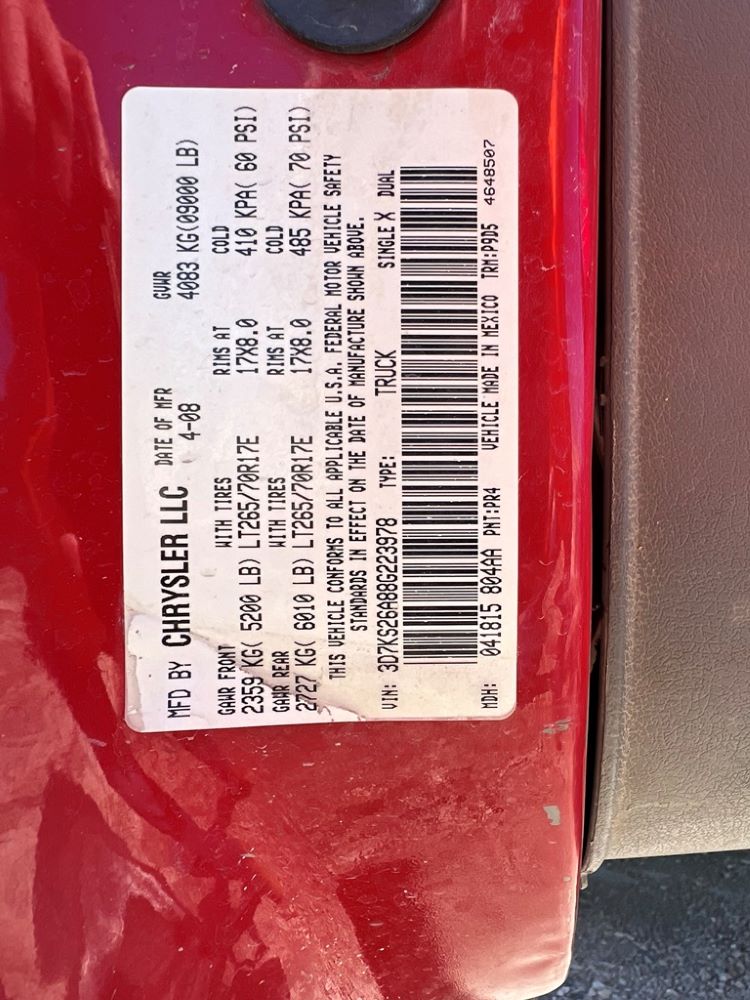 MFD BY CHRYSLER LLC DATE OF MFR 4-08 GVWR 4083 KG(09000 LB)
GAWR FRONT WITH TIRES RIMS AT COLD
2359 KG( 5200 LB) LT265/70R17E 17X8.0 410 KPA( 60 PSI)
GAWR REAR WITH TIRES RIMS AT COLD
2727 KG( 6010 LB) LT265/70R17E 17X8.0 485 KPA( 70 PSI)
THIS VEHICLE CONFORMS TO ALL APPLICABLE U.S.A. FEDERAL MOTOR VEHICLE SAFETY
STANDARDS IN EFFECT ON THE DATE OF MANUFACTURE SHOWN ABOVE.
VIN: 3D7KS26A88G223978 TYPE: TRUCK SINGLE X DUAL
MDH: 041815 804AA PNT:PR4 VEHICLE MADE IN MEXICO TRM:P9D5 4648507